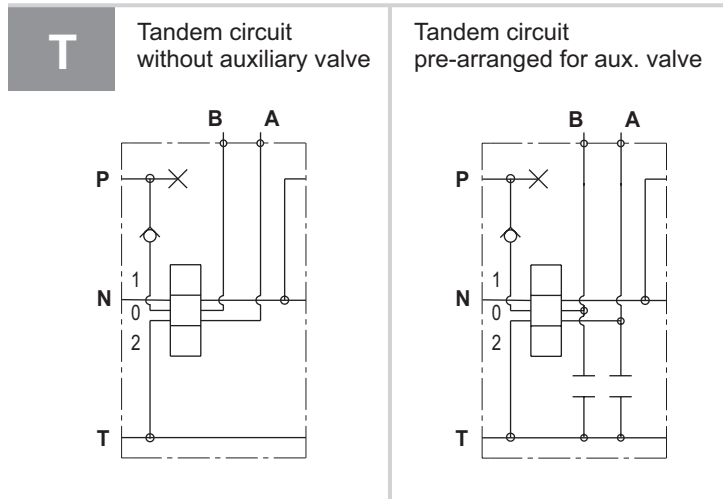 T
Tandem circuit
without auxiliary valve
B A
P
1
N
0
2
T
Tandem circuit
pre-arranged for aux. valve
B A
P
1
N
0
2
T